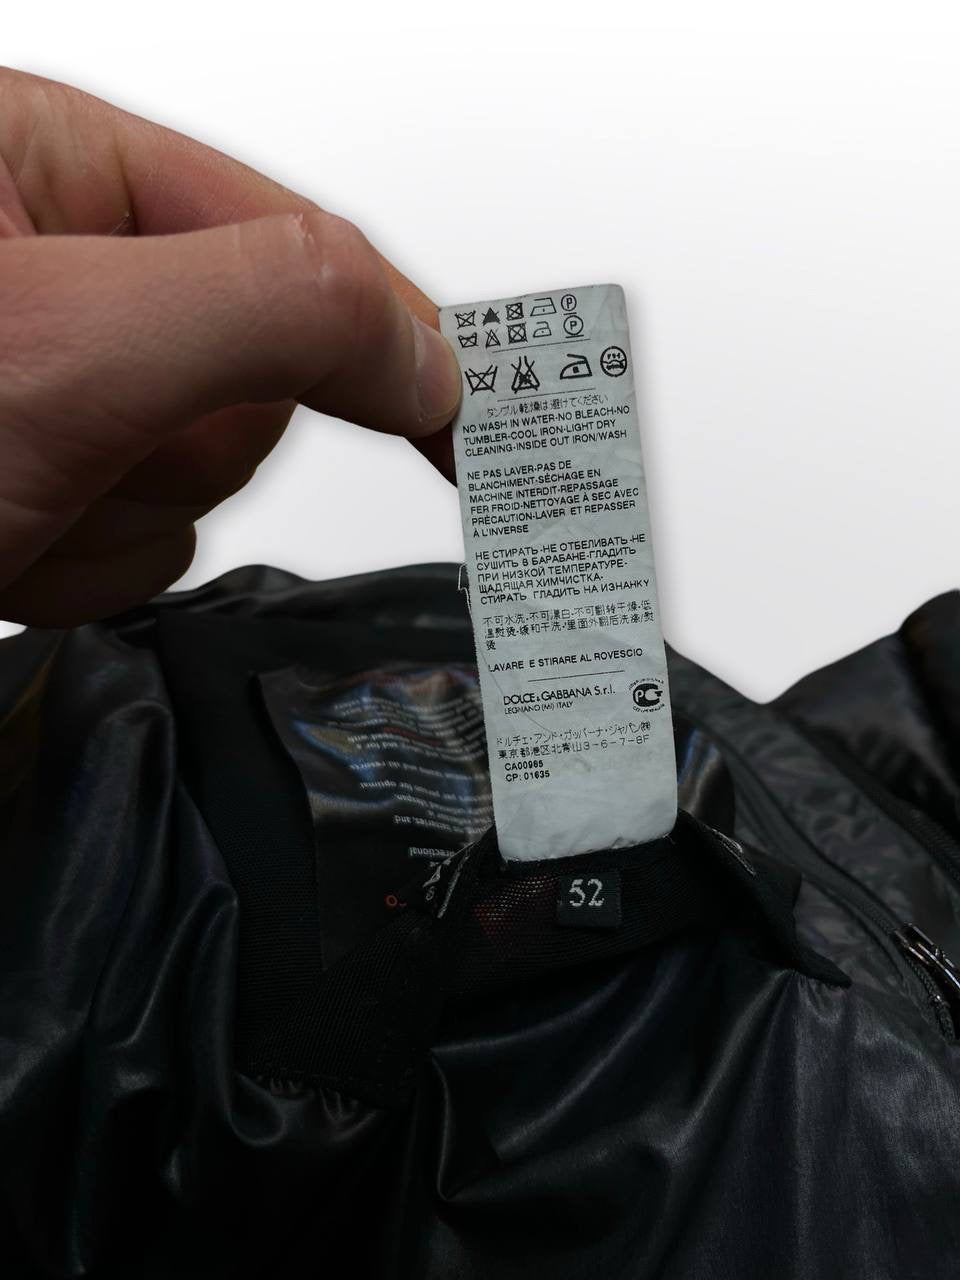 P
P
ドライ
タンブル乾燥は避けてください
NO WASH IN WATER-NO BLEACH-NO
TUMBLER-COOL IRON-LIGHT DRY
CLEANING-INSIDE OUT IRON/WASH
NE PAS LAVER-PAS DE
BLANCHIMENT-SÉCHAGE EN
MACHINE INTERDIT-REPASSAGE
FER FROID-NETTOYAGE À SEC AVEC
PRÉCAUTION-LAVER ET REPASSER
À L'INVERSE
НЕ СТИРАТЬ -НЕ ОТБЕЛИВАТЬ -НЕ
СУШИТЬ В БАРАБАНЕ-ГЛАДИТЬ
ПРИ НИЗКОЙ ТЕМПЕРАТУРЕ-
ЩАДЯЩАЯ ХИМЧИСТКА-
СТИРАТЬ ГЛАДИТЬ НА ИЗНАНКУ
不可水洗-不可漂白-不可翻转干燥-低
温熨烫-缓和干洗-里面外翻后洗涤/熨
烫
LAVARE E STIRARE AL ROVESCIO
DOLCE&GABBANA S.r.l.
LEGNANO (MI) ITALY
ドルチェ・アンド・ガッバーナ・ジャパン㈱
東京都港区北青山3-6-7-8F
CA00965
CP: 01635
52